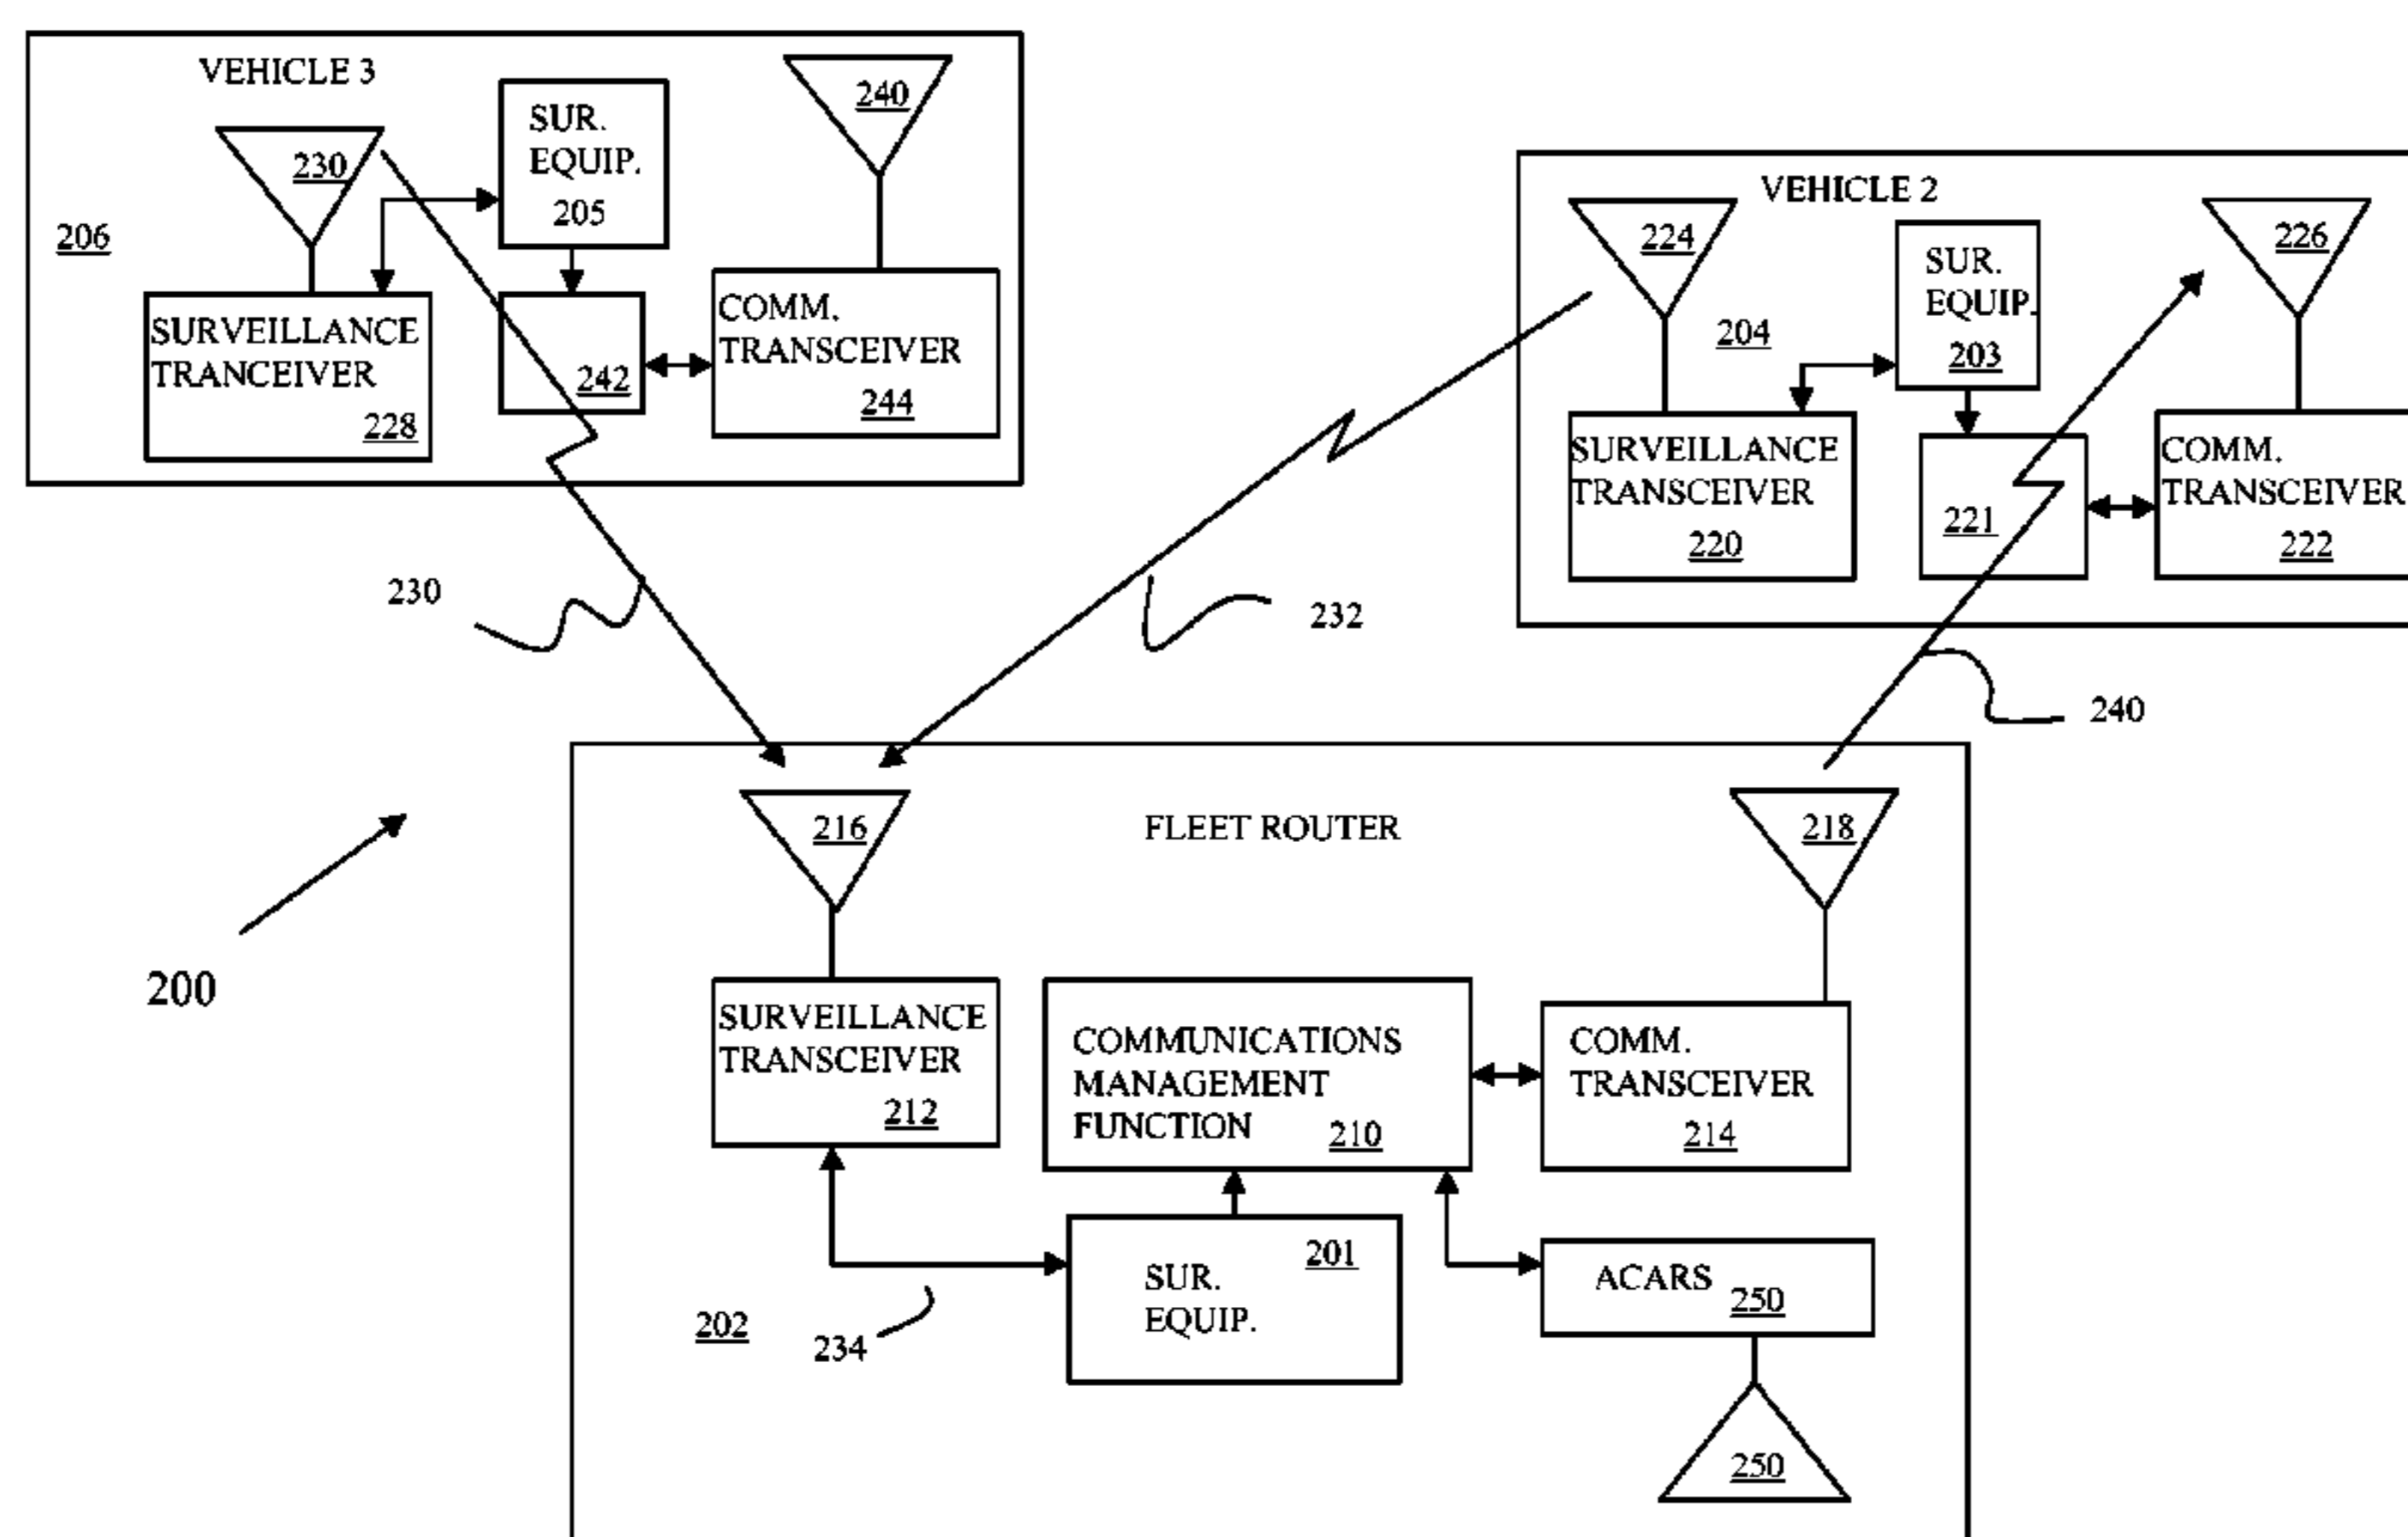 VEHICLE 3
230
SUR.
EQUIP.
205
240
206
SURVEILLANCE
TRANCEIVER
228
242
COMM.
TRANSCEIVER
244
VEHICLE 2
224
204
SUR.
EQUIP.
203
226
SURVEILLANCE
TRANSCEIVER
220
221
COMM.
TRANSCEIVER
222
230
232
240
200
FLEET ROUTER
216
218
SURVEILLANCE
TRANSCEIVER
212
COMMUNICATIONS
MANAGEMENT
FUNCTION 210
COMM.
TRANSCEIVER
214
201
SUR.
EQUIP.
202
234
ACARS 250
250